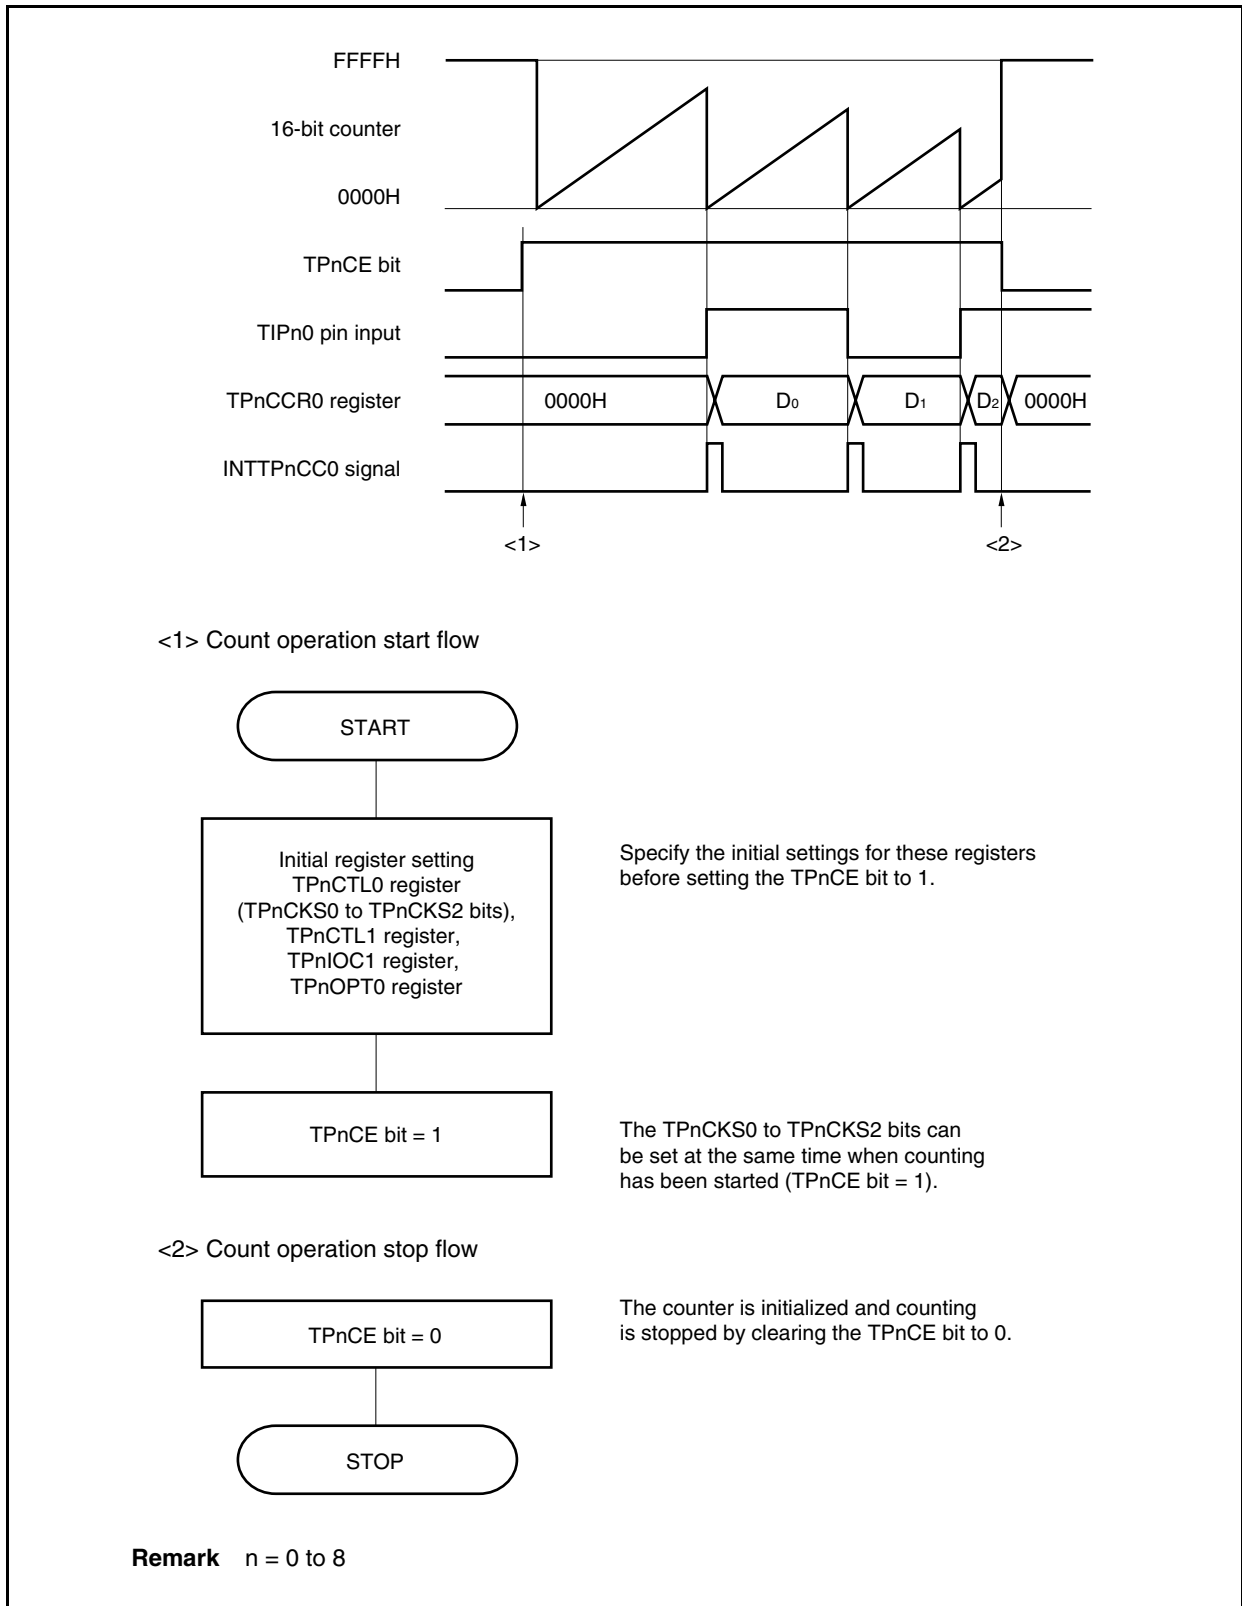 FFFFH
16-bit counter
0000H
TPnCE bit
TIPn0 pin input
TPnCCR0 register 0000H D0 D1 D2 0000H
INTTPnCC0 signal
<1> <2>
<1> Count operation start flow
START
Initial register setting
TPnCTL0 register
(TPnCKS0 to TPnCKS2 bits),
TPnCTL1 register,
TPnIOC1 register,
TPnOPT0 register
Specify the initial settings for these registers
before setting the TPnCE bit to 1.
TPnCE bit = 1
The TPnCKS0 to TPnCKS2 bits can
be set at the same time when counting
has been started (TPnCE bit = 1).
<2> Count operation stop flow
TPnCE bit = 0
The counter is initialized and counting
is stopped by clearing the TPnCE bit to 0.
STOP
Remark n = 0 to 8